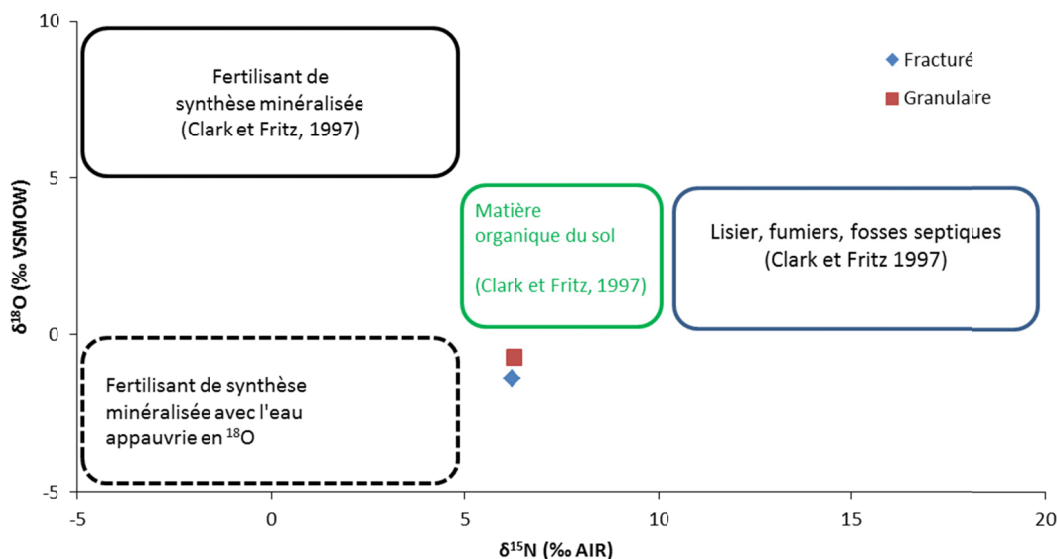 10
5
0
-5
δ18O (‰ VSMOW)
Fertilisant de
synthèse minéralisée
(Clark et Fritz, 1997)
Fracturé
Granulaire
Matière
organique du sol
(Clark et Fritz, 1997)
Lisier, fumiers, fosses septiques
(Clark et Fritz 1997)
Fertilisant de synthèse
minéralisée avec l'eau
appauvrie en 18O
-5 0 5 10 15 20
δ15N (‰ AIR)